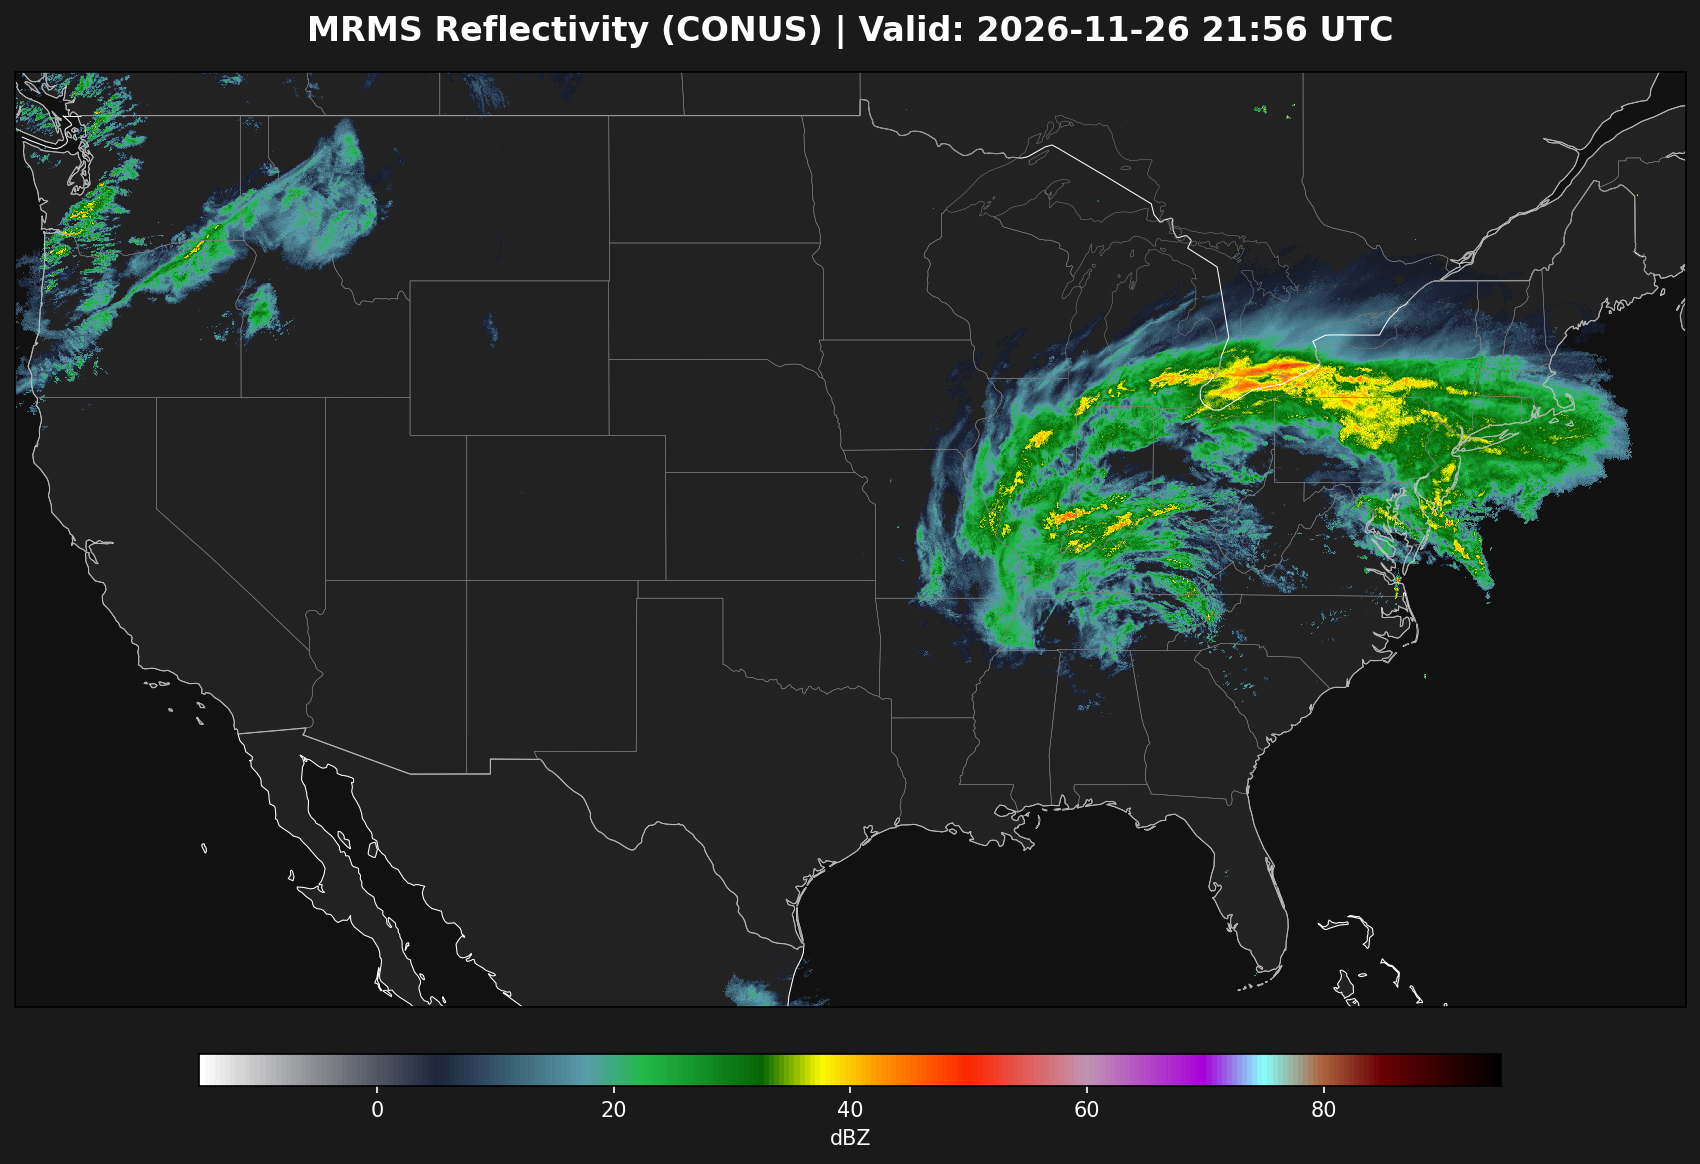 MRMS Reflectivity (CONUS) | Valid: 2026-11-26 21:56 UTC
0 20 40 60 80
dBZ